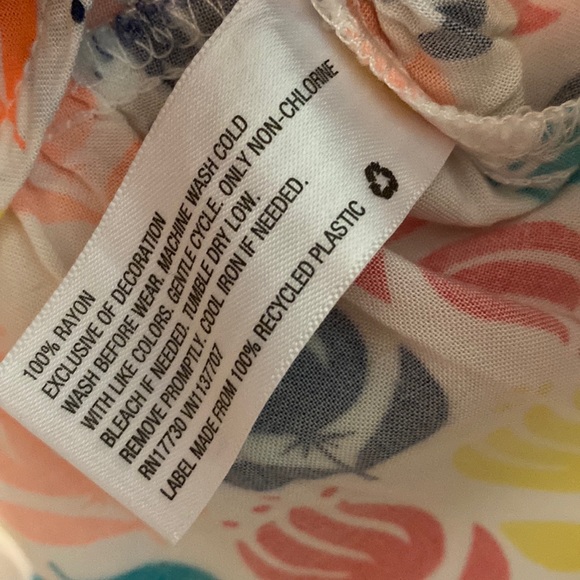 100% RAYON
EXCLUSIVE OF DECORATION
WASH BEFORE WEAR. MACHINE WASH COLD
WITH LIKE COLORS. GENTLE CYCLE. ONLY NON-CHLORINE
BLEACH IF NEEDED. TUMBLE DRY LOW.
REMOVE PROMPTLY. COOL IRON IF NEEDED.
RN17730 VN137707
LABEL MADE FROM 100% RECYCLED PLASTIC